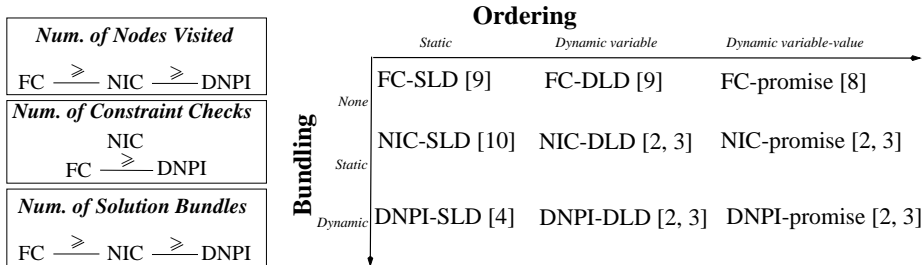 Num. of Nodes Visited
FC ⩾ NIC ⩾ DNPI
Num. of Constraint Checks
NIC
FC ⩾ DNPI
Num. of Solution Bundles
FC ⩾ NIC ⩾ DNPI
Ordering
Static Dynamic variable Dynamic variable-value
Bundling
None FC-SLD [9] FC-DLD [9] FC-promise [8]
Static NIC-SLD [10] NIC-DLD [2, 3] NIC-promise [2, 3]
Dynamic DNPI-SLD [4] DNPI-DLD [2, 3] DNPI-promise [2, 3]